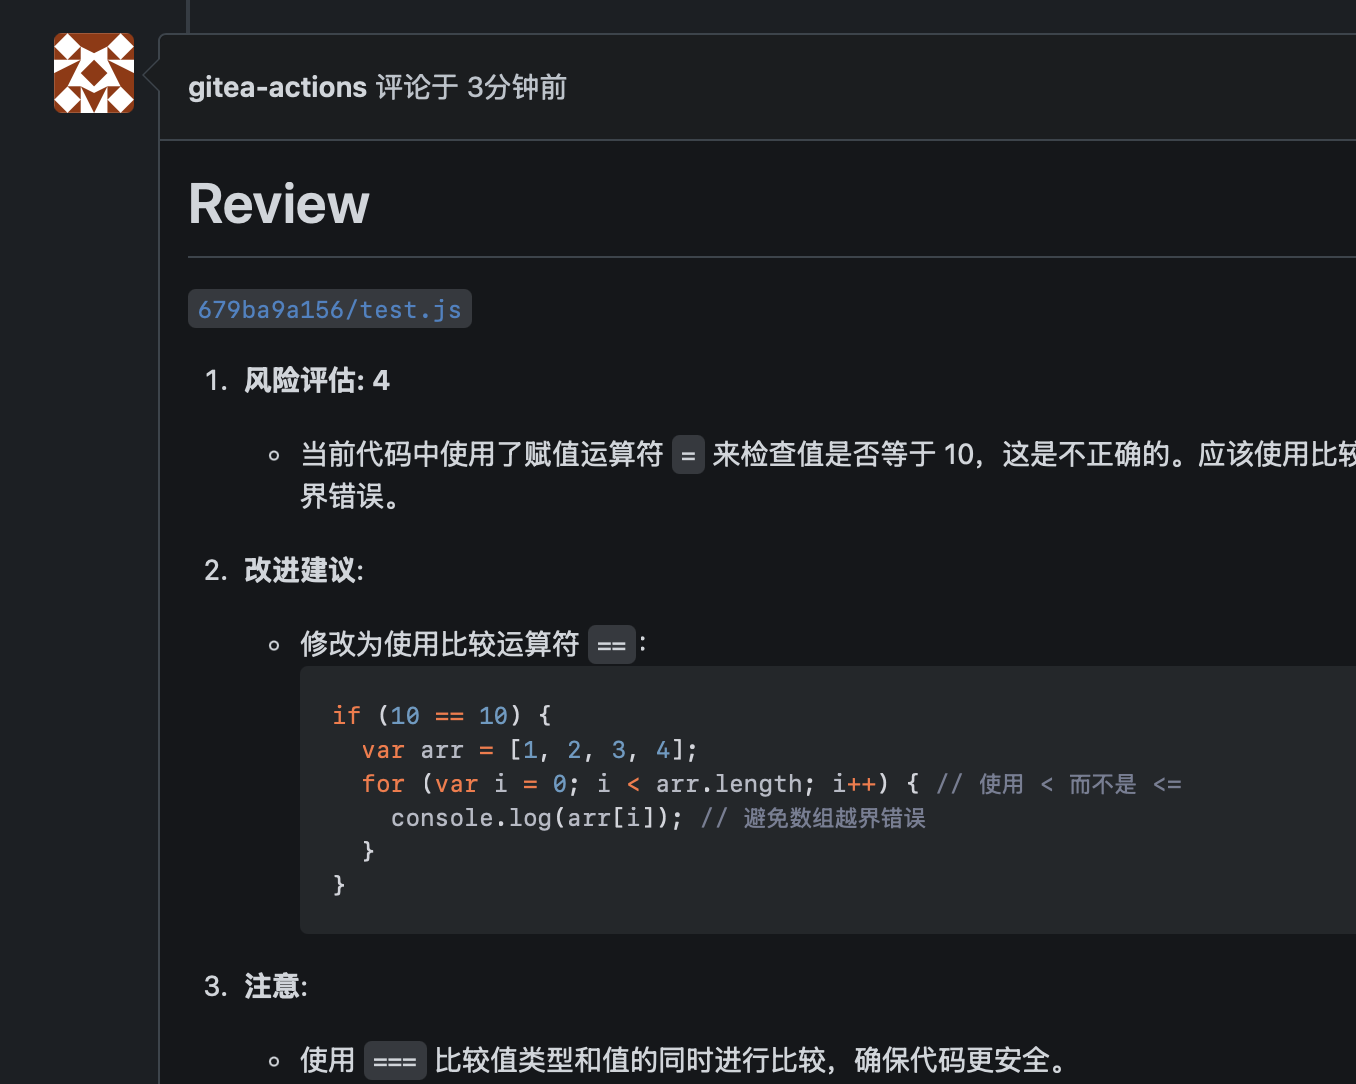 gitea-actions 评论于 3分钟前
Review
679ba9a156/test.js
1. 风险评估: 4
当前代码中使用了赋值运算符 = 来检查值是否等于 10，这是不正确的。应该使用比较
界错误。
2. 改进建议:
修改为使用比较运算符 ==：
if (10 == 10) {
  var arr = [1, 2, 3, 4];
  for (var i = 0; i < arr.length; i++) { // 使用 < 而不是 <=
    console.log(arr[i]); // 避免数组越界错误
  }
}
3. 注意:
使用 === 比较值类型和值的同时进行比较，确保代码更安全。